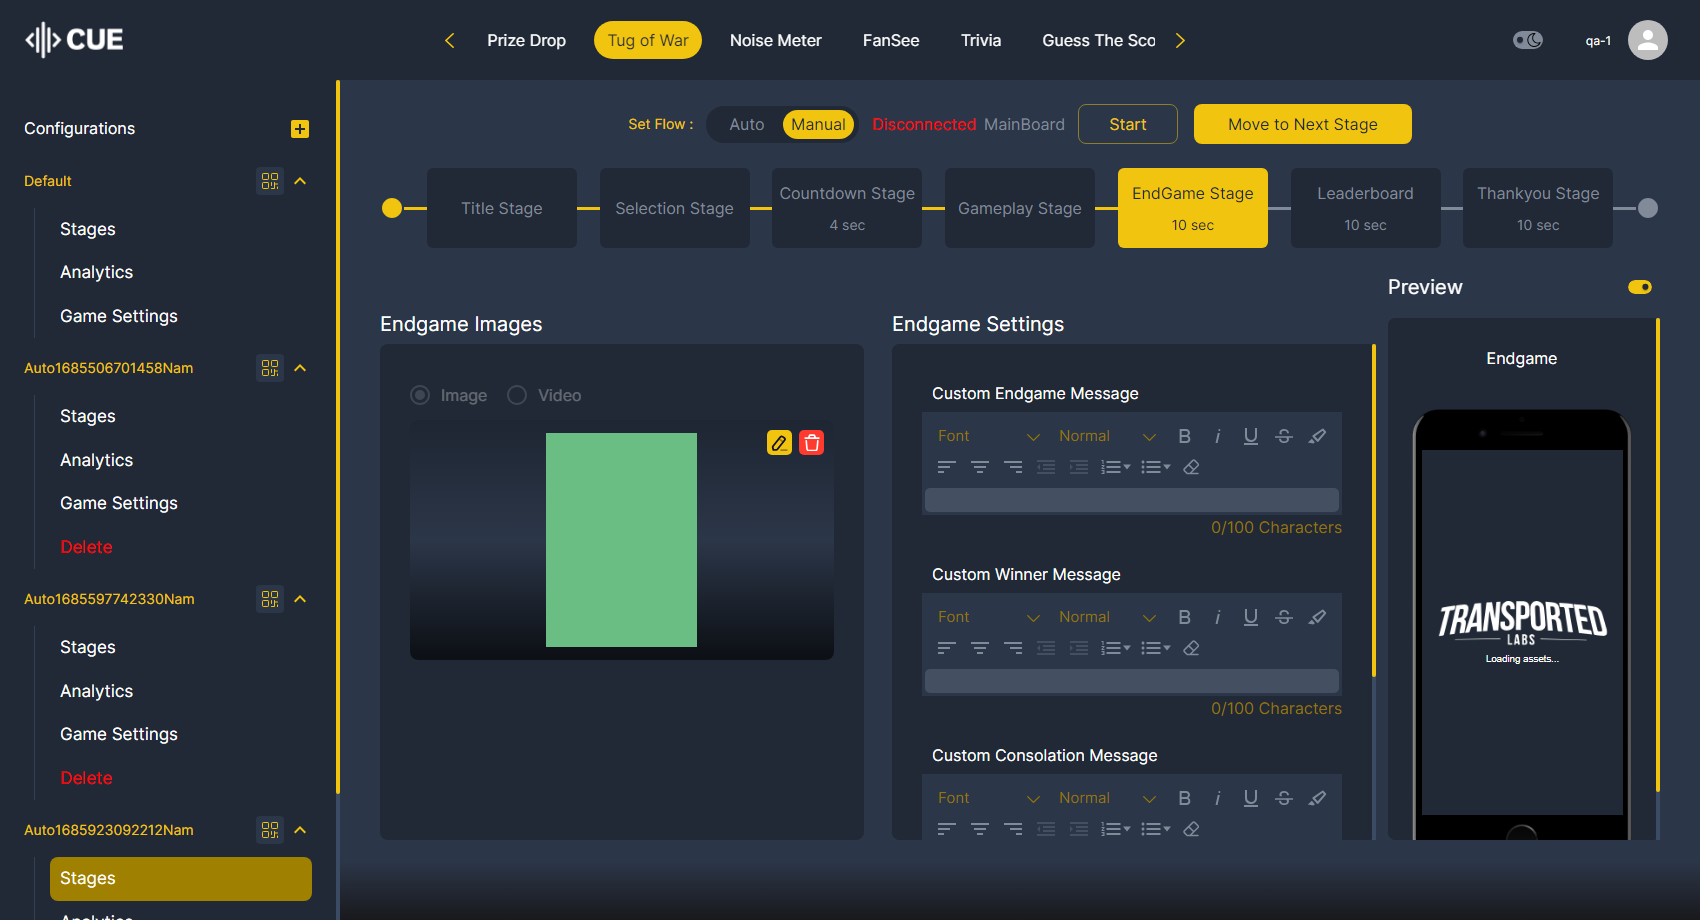 CUE
Prize Drop
Tug of War
Noise Meter
FanSee
Trivia
Guess The Sco
qa-1
Configurations
Default
Stages
Analytics
Game Settings
Auto1685506701458Nam
Stages
Analytics
Game Settings
Delete
Auto1685597742330Nam
Stages
Analytics
Game Settings
Delete
Auto1685923092212Nam
Stages
Analytics
Set Flow :
Auto
Manual
Disconnected MainBoard
Start
Move to Next Stage
Title Stage
Selection Stage
Countdown Stage
4 sec
Gameplay Stage
EndGame Stage
10 sec
Leaderboard
10 sec
Thankyou Stage
10 sec
Endgame Images
Image
Video
Endgame Settings
Custom Endgame Message
Font
Normal
0/100 Characters
Custom Winner Message
Font
Normal
0/100 Characters
Custom Consolation Message
Font
Normal
Preview
Endgame
TRANSPORTED
LABS
Loading assets...